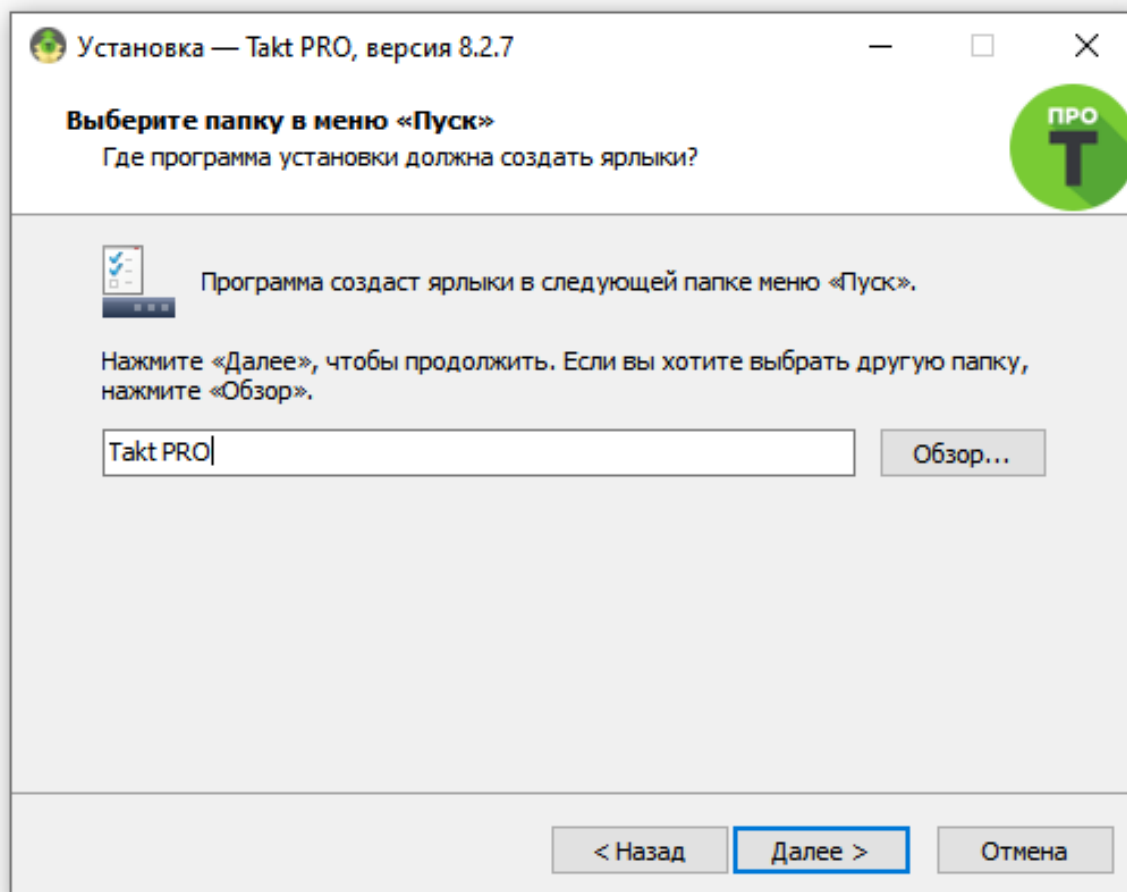 Установка — Takt PRO, версия 8.2.7
Выберите папку в меню «Пуск»
Где программа установки должна создать ярлыки?
ПРО
Т
Программа создаст ярлыки в следующей папке меню «Пуск».
Нажмите «Далее», чтобы продолжить. Если вы хотите выбрать другую папку,
нажмите «Обзор».
Takt PRO
Обзор...
< Назад
Далее >
Отмена